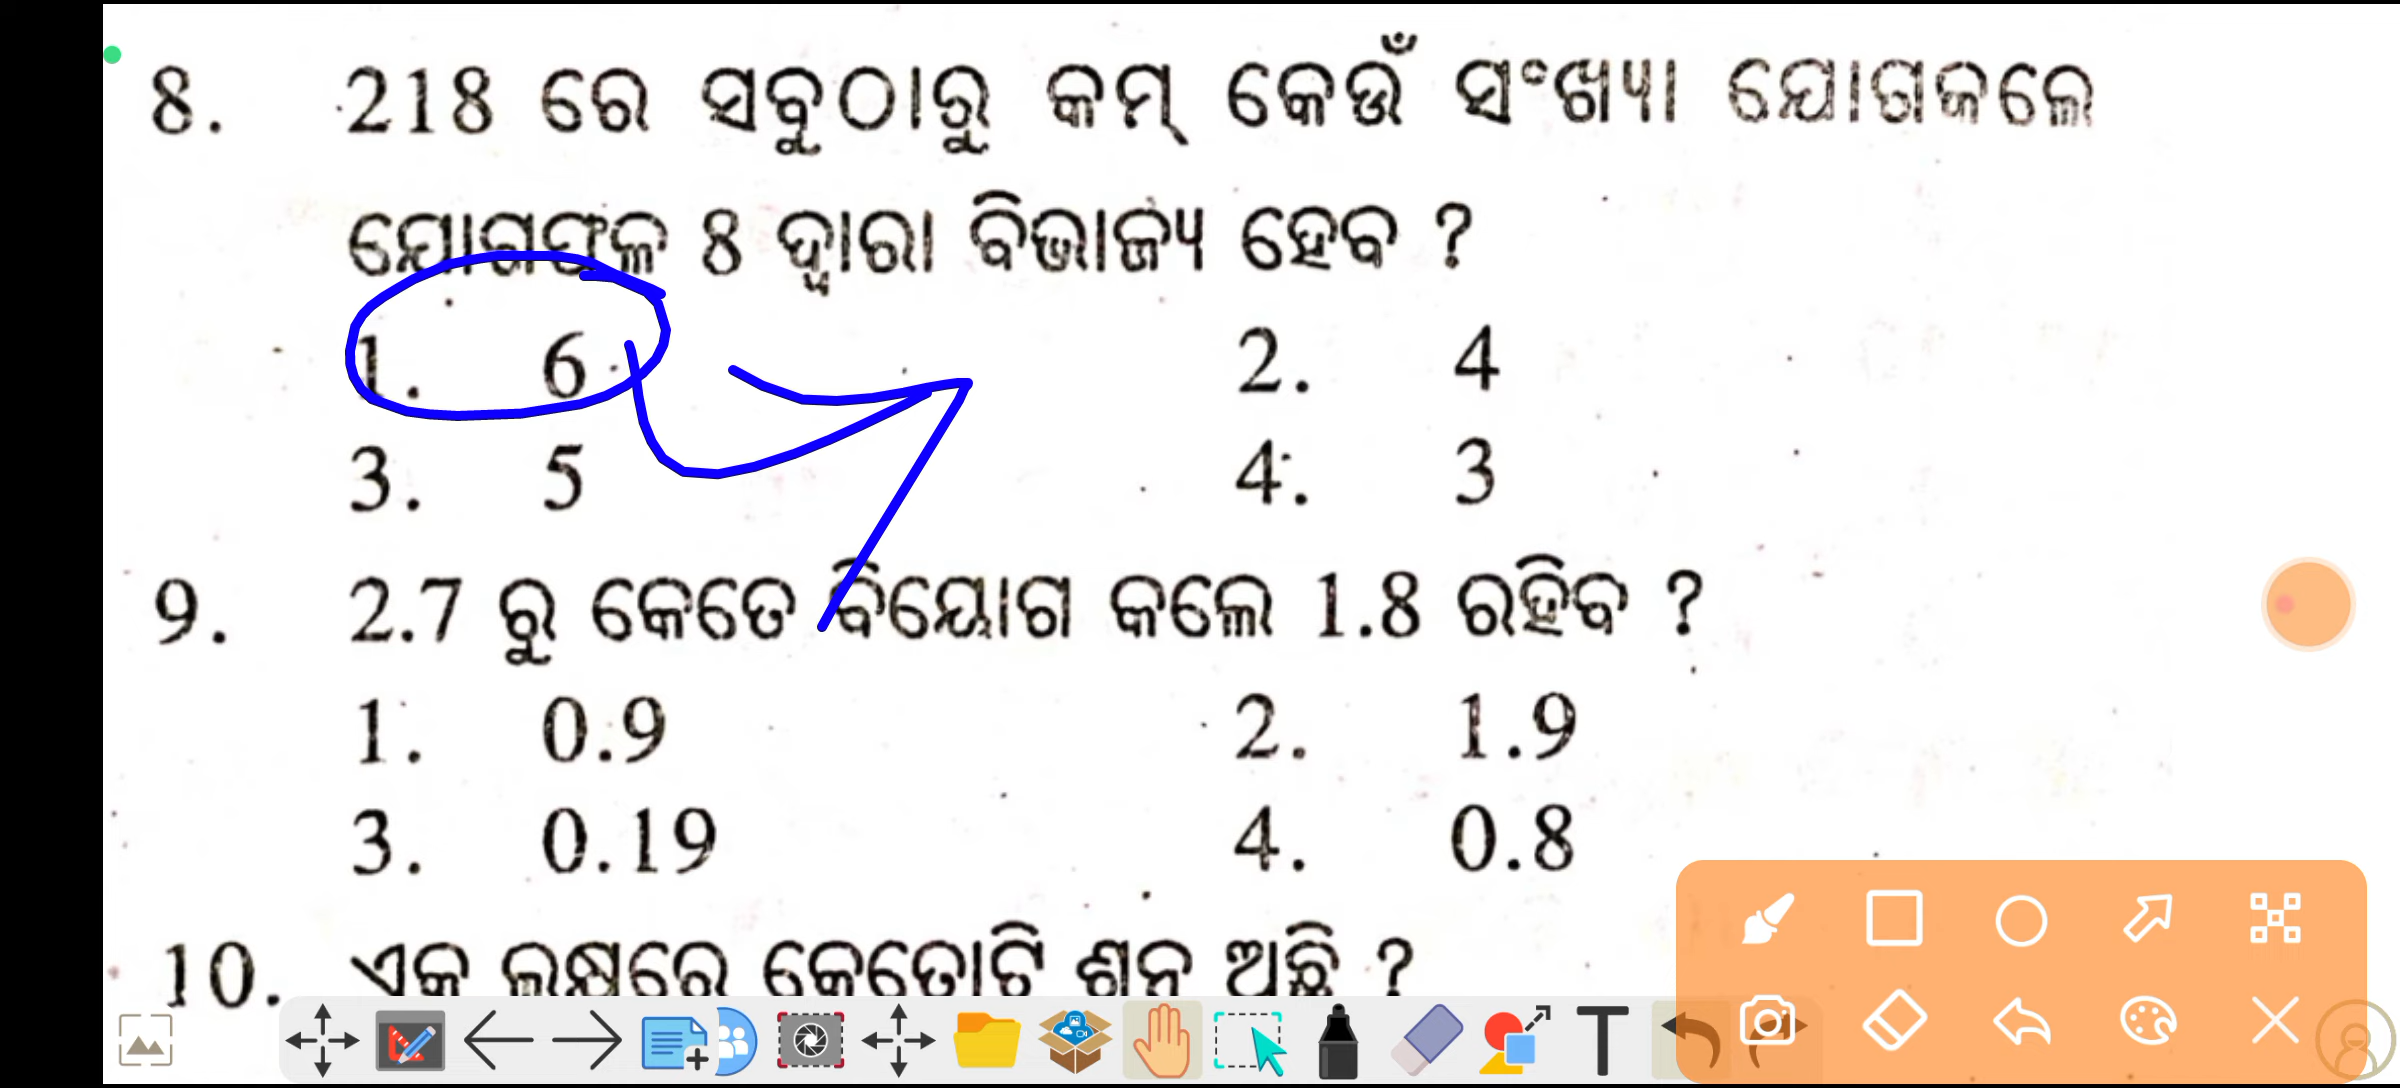 8. 218 ରେ ସବୁଠାରୁ କମ୍ କେଉଁ ସଂଖ୍ୟା ଯୋଗକଲେ
ଯୋଗଫଳ 8 ଦ୍ୱାରା ବିଭାଜ୍ୟ ହେବ ?
1. 6 2. 4
3. 5 4. 3
9. 2.7 ରୁ କେତେ ବିୟୋଗ କଲେ 1.8 ରହିବ ?
1. 0.9 2. 1.9
3. 0.19 4. 0.8
10. ଏକ ଲକ୍ଷରେ କେତୋଟି ଶୂନ ଅଛି ?